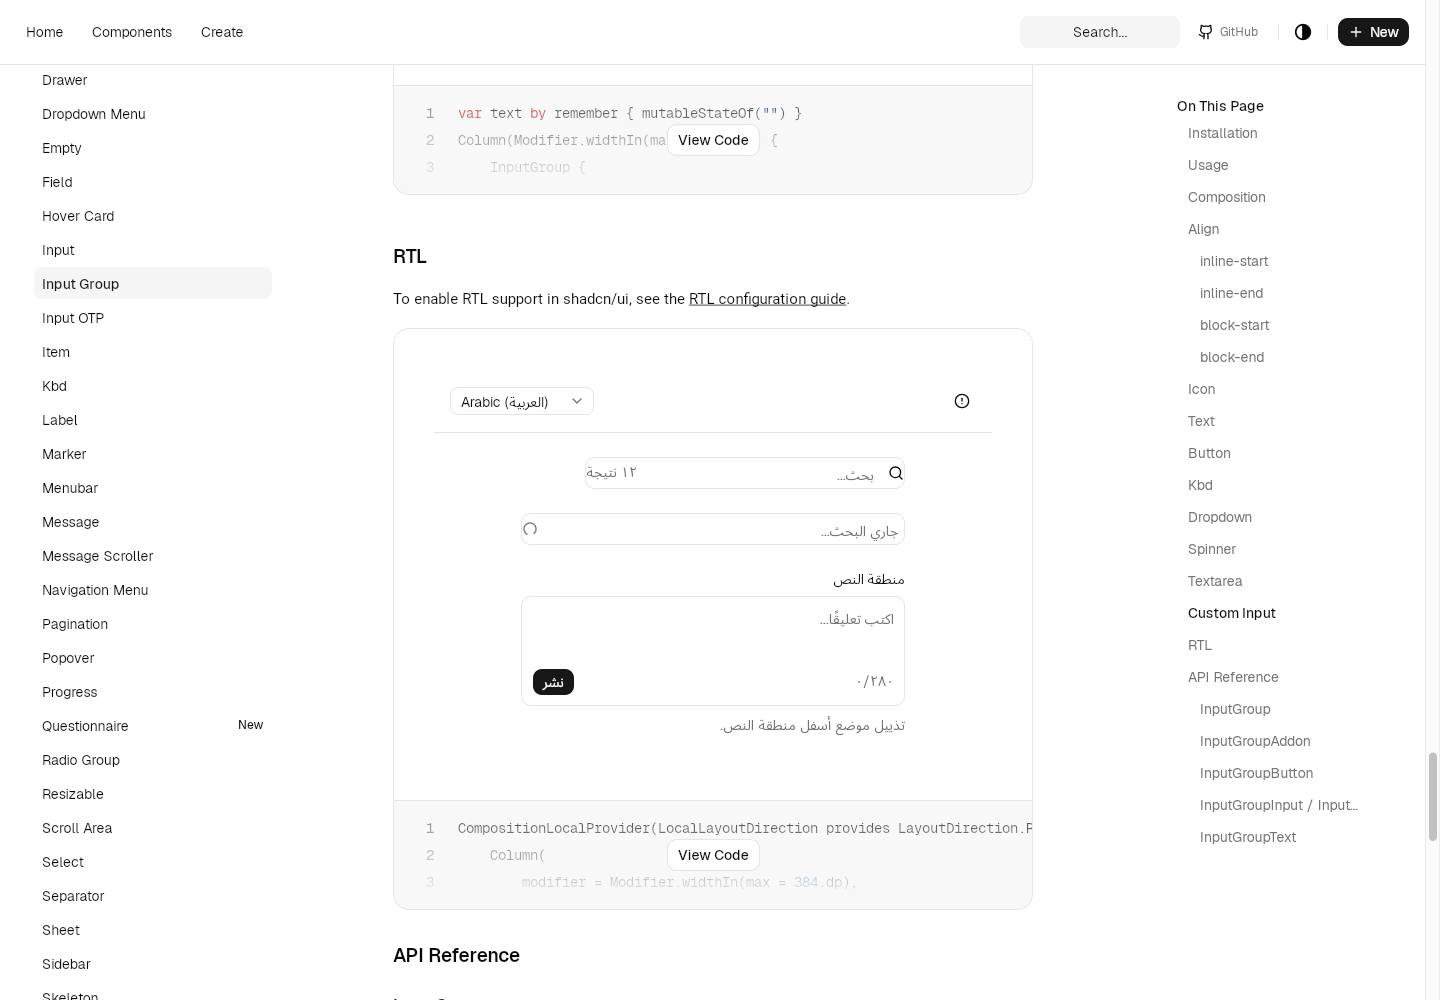 Home
Components
Create
Search...
GitHub
New
Drawer
Dropdown Menu
Empty
Field
Hover Card
Input
Input Group
Input OTP
Item
Kbd
Label
Marker
Menubar
Message
Message Scroller
Navigation Menu
Pagination
Popover
Progress
Questionnaire New
Radio Group
Resizable
Scroll Area
Select
Separator
Sheet
Sidebar
Skeleton
1 var text by remember { mutableStateOf("") }
2 Column(Modifier.widthIn(ma {
View Code
3 InputGroup {
RTL
To enable RTL support in shadcn/ui, see the RTL configuration guide.
Arabic (العربية)
بحث...
١٢ نتيجة
جاري البحث...
منطقة النص
اكتب تعليقًا...
٠/٢٨٠
نشر
تذييل موضع أسفل منطقة النص.
1 CompositionLocalProvider(LocalLayoutDirection provides LayoutDirection.R
2 Column(
View Code
3 modifier = Modifier.widthIn(max = 384.dp),
API Reference
On This Page
Installation
Usage
Composition
Align
inline-start
inline-end
block-start
block-end
Icon
Text
Button
Kbd
Dropdown
Spinner
Textarea
Custom Input
RTL
API Reference
InputGroup
InputGroupAddon
InputGroupButton
InputGroupInput / Input...
InputGroupText